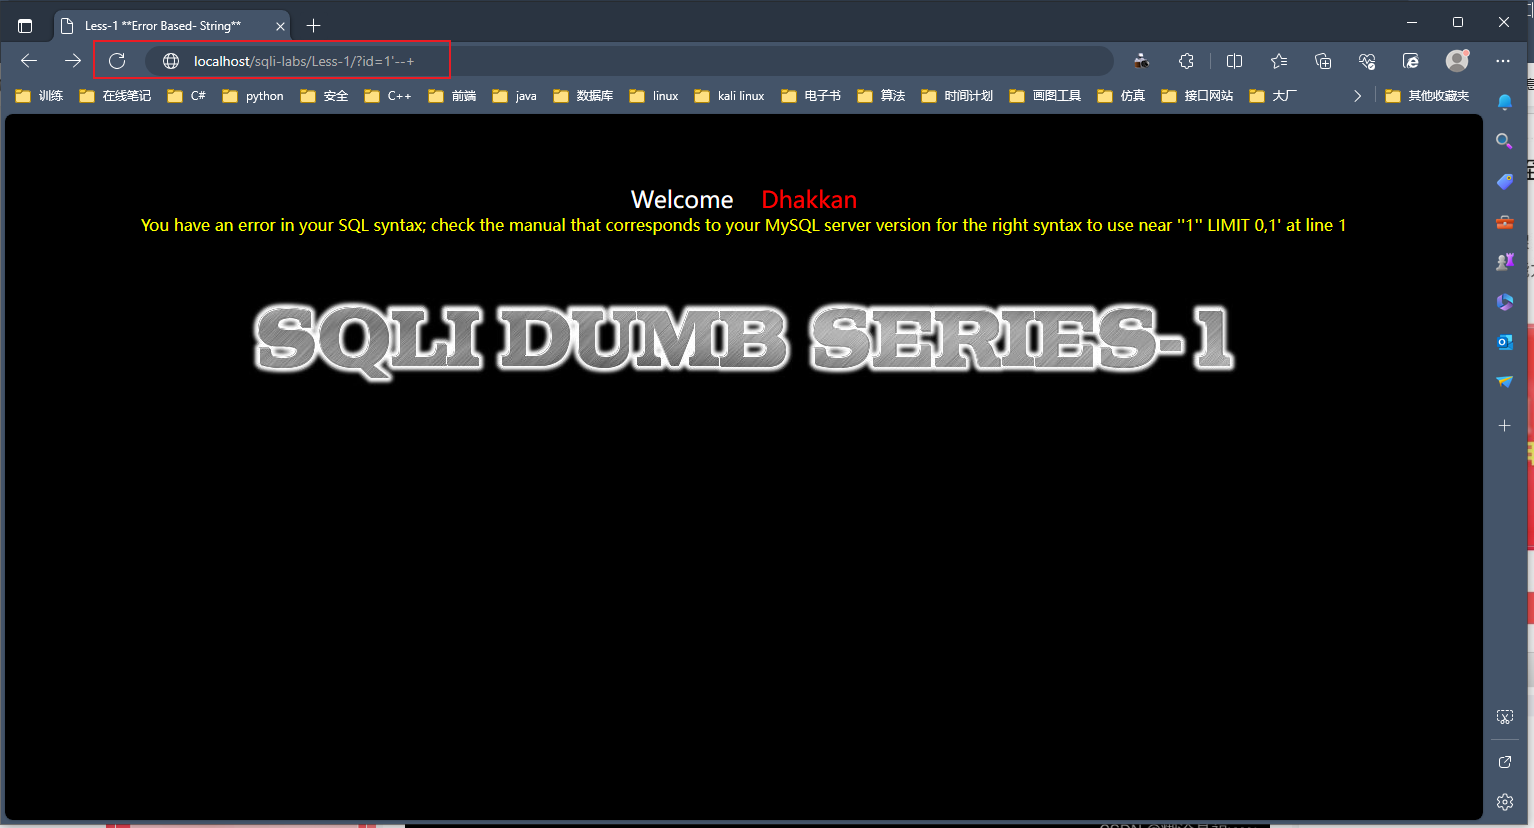 Less-1 **Error Based- String**
localhost/sqli-labs/Less-1/?id=1'--+
训练 在线笔记 C# python 安全 C++ 前端 java 数据库 linux kali linux 电子书 算法 时间计划 画图工具 仿真 接口网站 大厂 其他收藏夹
Welcome Dhakkan
You have an error in your SQL syntax; check the manual that corresponds to your MySQL server version for the right syntax to use near ''1'' LIMIT 0,1' at line 1
SQLI DUMB SERIES-1